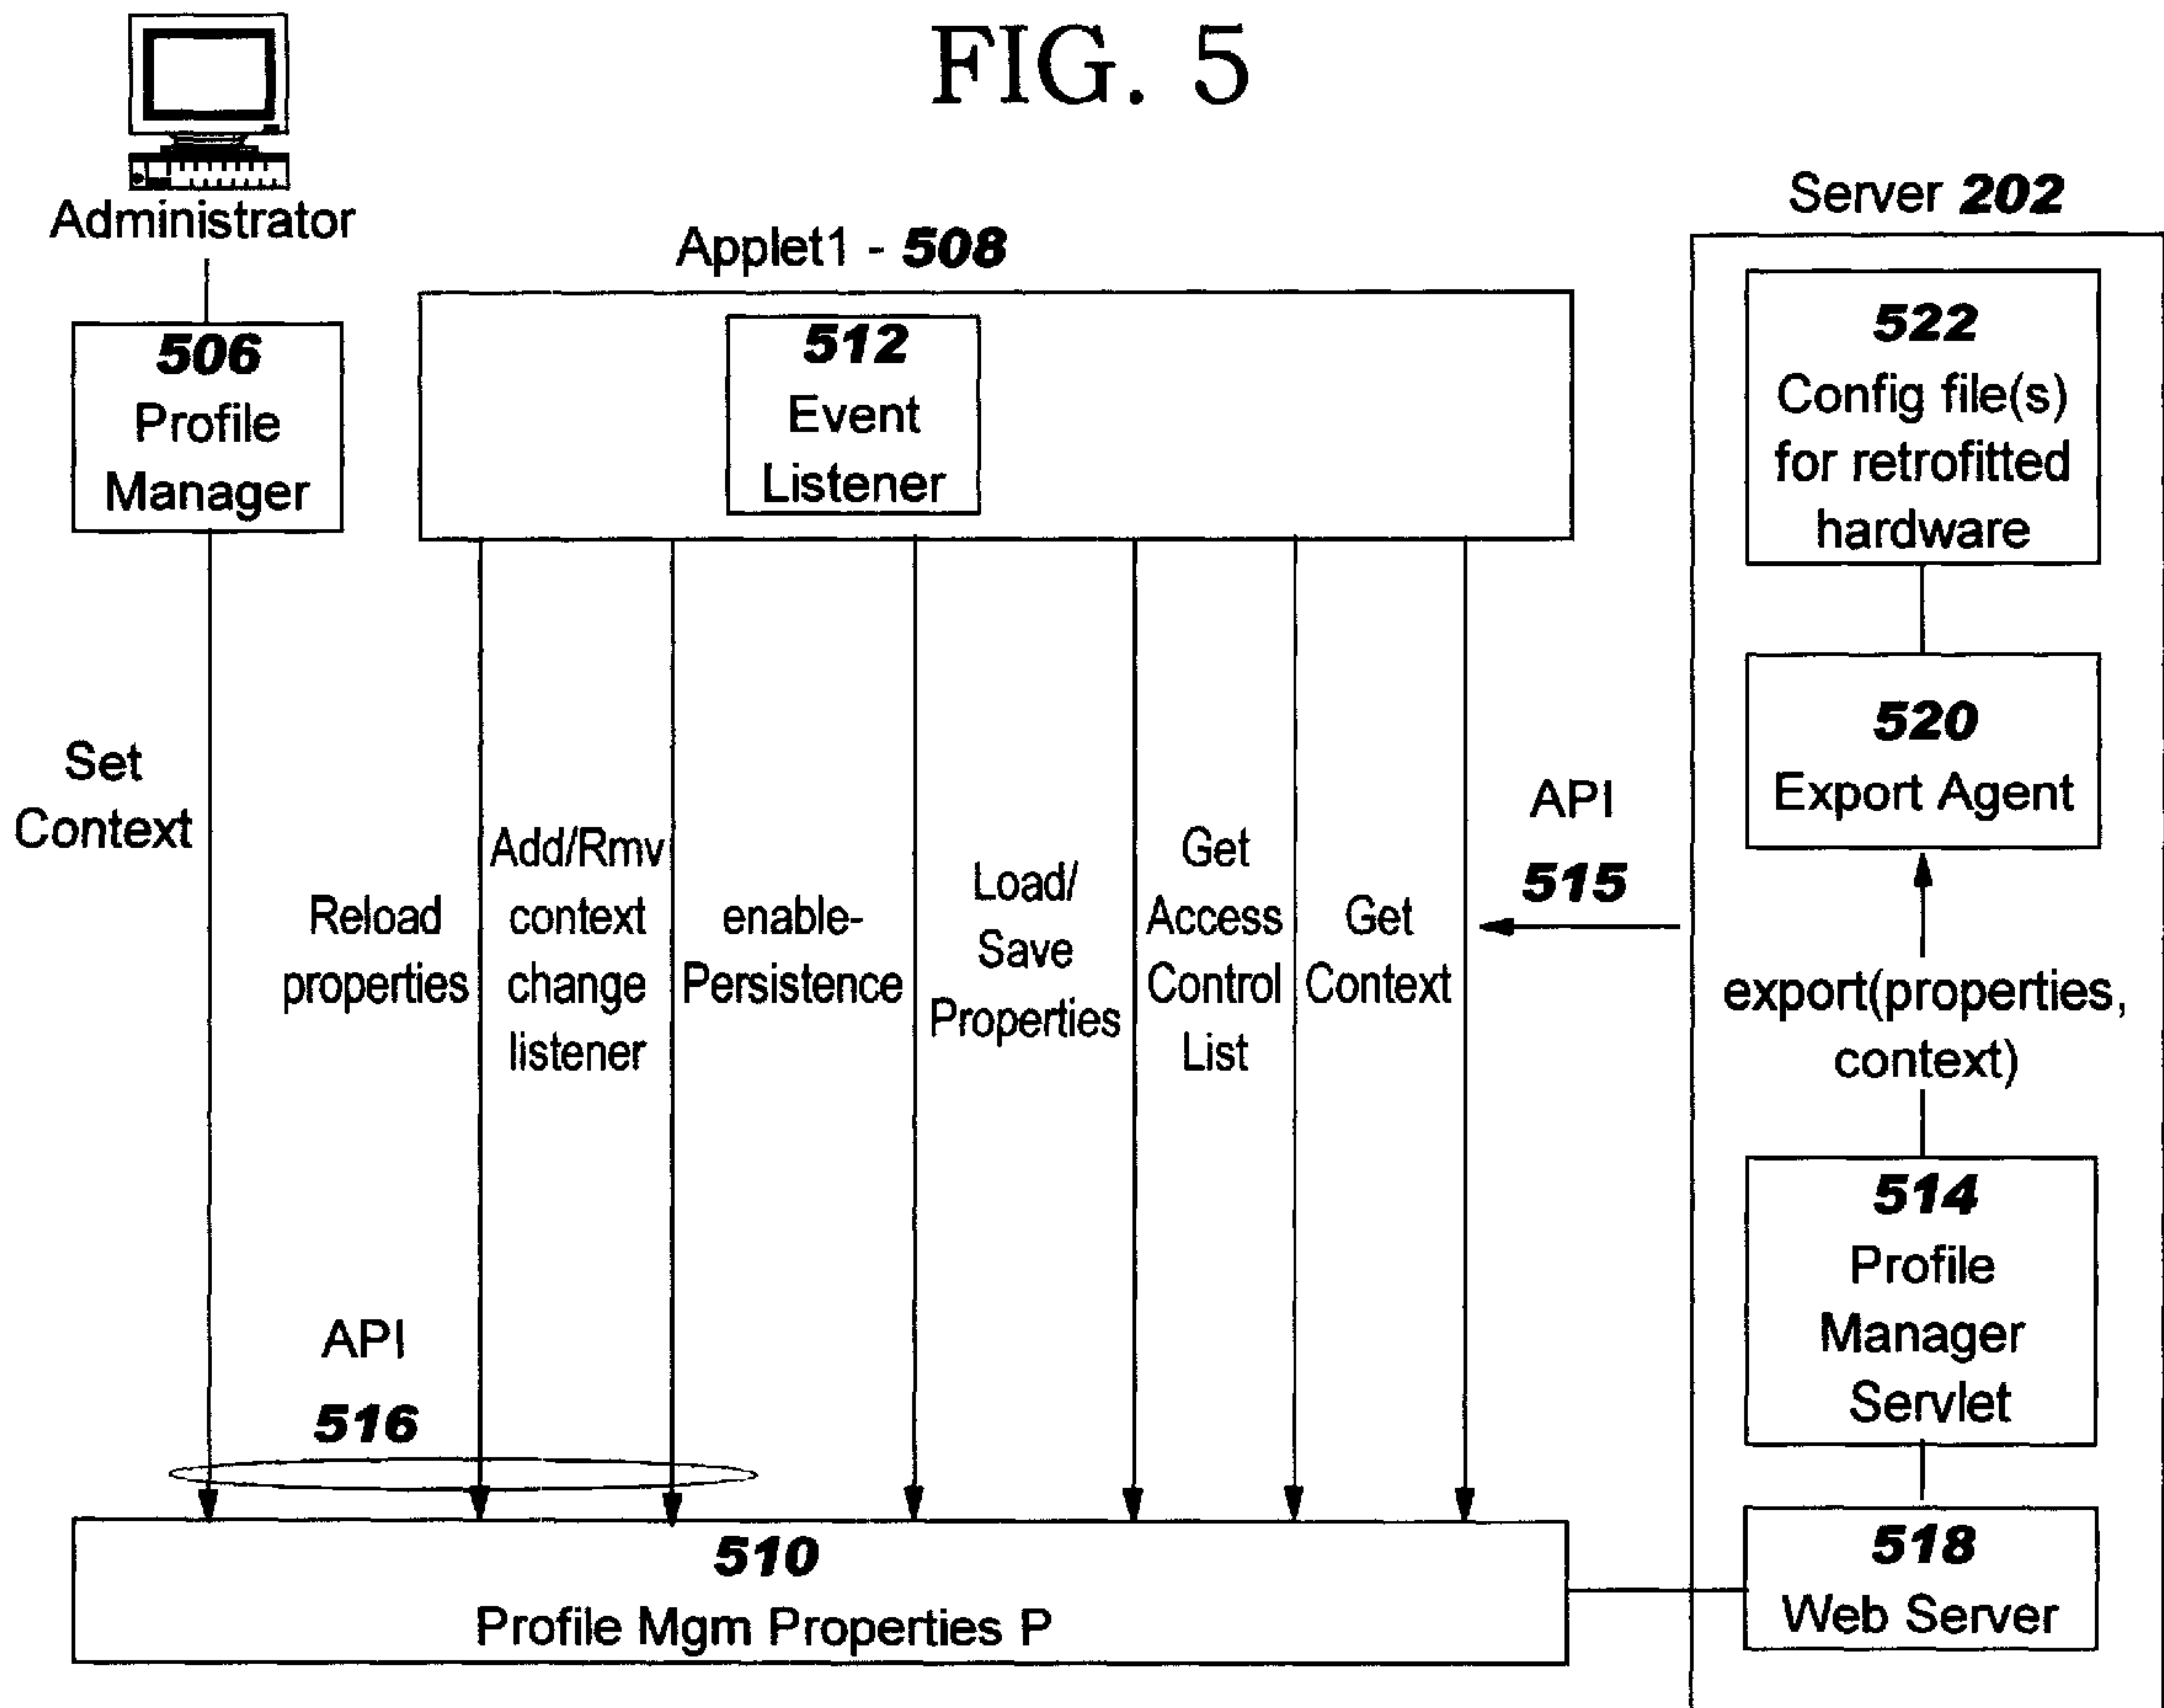 FIG. 5
Administrator
506
Profile
Manager
Set
Context
Applet1 - 508
512
Event
Listener
Reload
properties
Add/Rmv
context
change
listener
enable-
Persistence
Load/
Save
Properties
Get
Access
Control
List
Get
Context
API
515
API
516
510
Profile Mgm Properties P
Server 202
522
Config file(s)
for retrofitted
hardware
520
Export Agent
export(properties,
context)
514
Profile
Manager
Servlet
518
Web Server